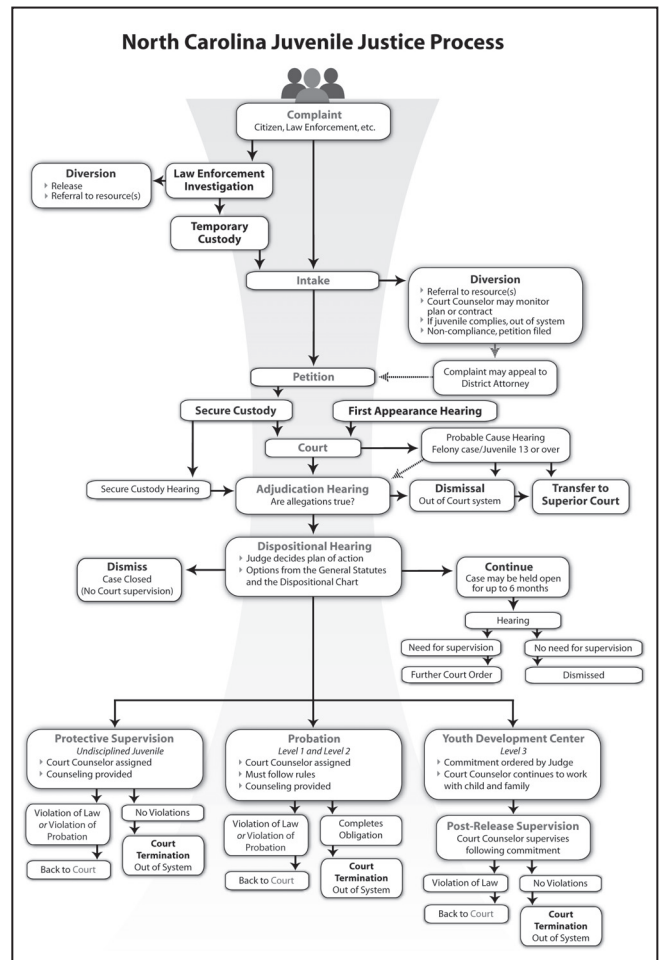 North Carolina Juvenile Justice Process
Complaint
Citizen, Law Enforcement, etc.
Diversion
Release
Referral to resource(s)
Law Enforcement
Investigation
Temporary
Custody
Intake
Diversion
Referral to resource(s)
Court Counselor may monitor
plan or contract
If juvenile complies, out of system
Non-compliance, petition filed
Petition
Complaint may appeal to
District Attorney
Secure Custody
First Appearance Hearing
Court
Probable Cause Hearing
Felony case/Juvenile 13 or over
Secure Custody Hearing
Adjudication Hearing
Are allegations true?
Dismissal
Out of Court system
Transfer to
Superior Court
Dispositional Hearing
Judge decides plan of action
Options from the General Statutes
and the Dispositional Chart
Dismiss
Case Closed
(No Court supervision)
Continue
Case may be held open
for up to 6 months
Hearing
Need for supervision
No need for supervision
Further Court Order
Dismissed
Protective Supervision
Undisciplined Juvenile
Court Counselor assigned
Counseling provided
Violation of Law
or Violation of
Probation
No Violations
Back to Court
Court
Termination
Out of System
Probation
Level 1 and Level 2
Court Counselor assigned
Must follow rules
Counseling provided
Violation of Law
or Violation of
Probation
Completes
Obligation
Back to Court
Court
Termination
Out of System
Youth Development Center
Level 3
Commitment ordered by Judge
Court Counselor continues to work
with child and family
Post-Release Supervision
Court Counselor supervises
following commitment
Violation of Law
No Violations
Back to Court
Court
Termination
Out of System